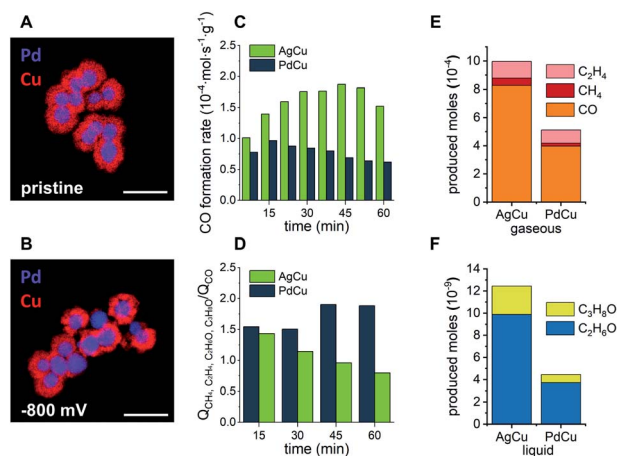 A
Pd
Cu
pristine
B
Pd
Cu
-800 mV
C
CO formation rate (10⁻⁴·mol·s⁻¹·g⁻¹)
2.5
2.0
1.5
1.0
0.5
0.0
AgCu
PdCu
15 30 45 60
time (min)
D
Q_CH₄, C₂H₄, C₂H₆O, C₃H₈O/Q_CO
2.5
2.0
1.5
1.0
0.5
0.0
AgCu
PdCu
15 30 45 60
time (min)
E
produced moles (10⁻⁴)
10
8
6
4
2
0
C₂H₄
CH₄
CO
AgCu PdCu
gaseous
F
produced moles (10⁻⁹)
14
12
10
8
6
4
2
0
C₃H₈O
C₂H₆O
AgCu PdCu
liquid